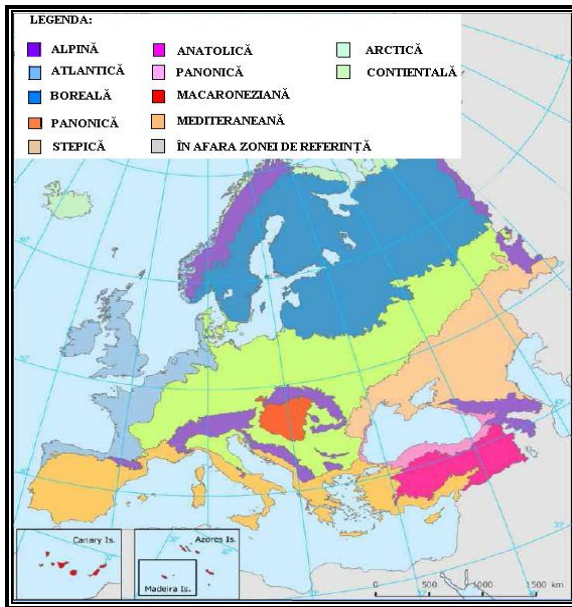 LEGENDA:
ALPINĂ
ANATOLICĂ
ARCTICĂ
ATLANTICĂ
PANONICĂ
CONTIENTALĂ
BOREALĂ
MACARONEZIANĂ
PANONICĂ
MEDITERANEANĂ
STEPICĂ
ÎN AFARA ZONEI DE REFERINȚĂ
Canary Is.
Azores Is.
Madeira Is.
0 500 1000 1500 km